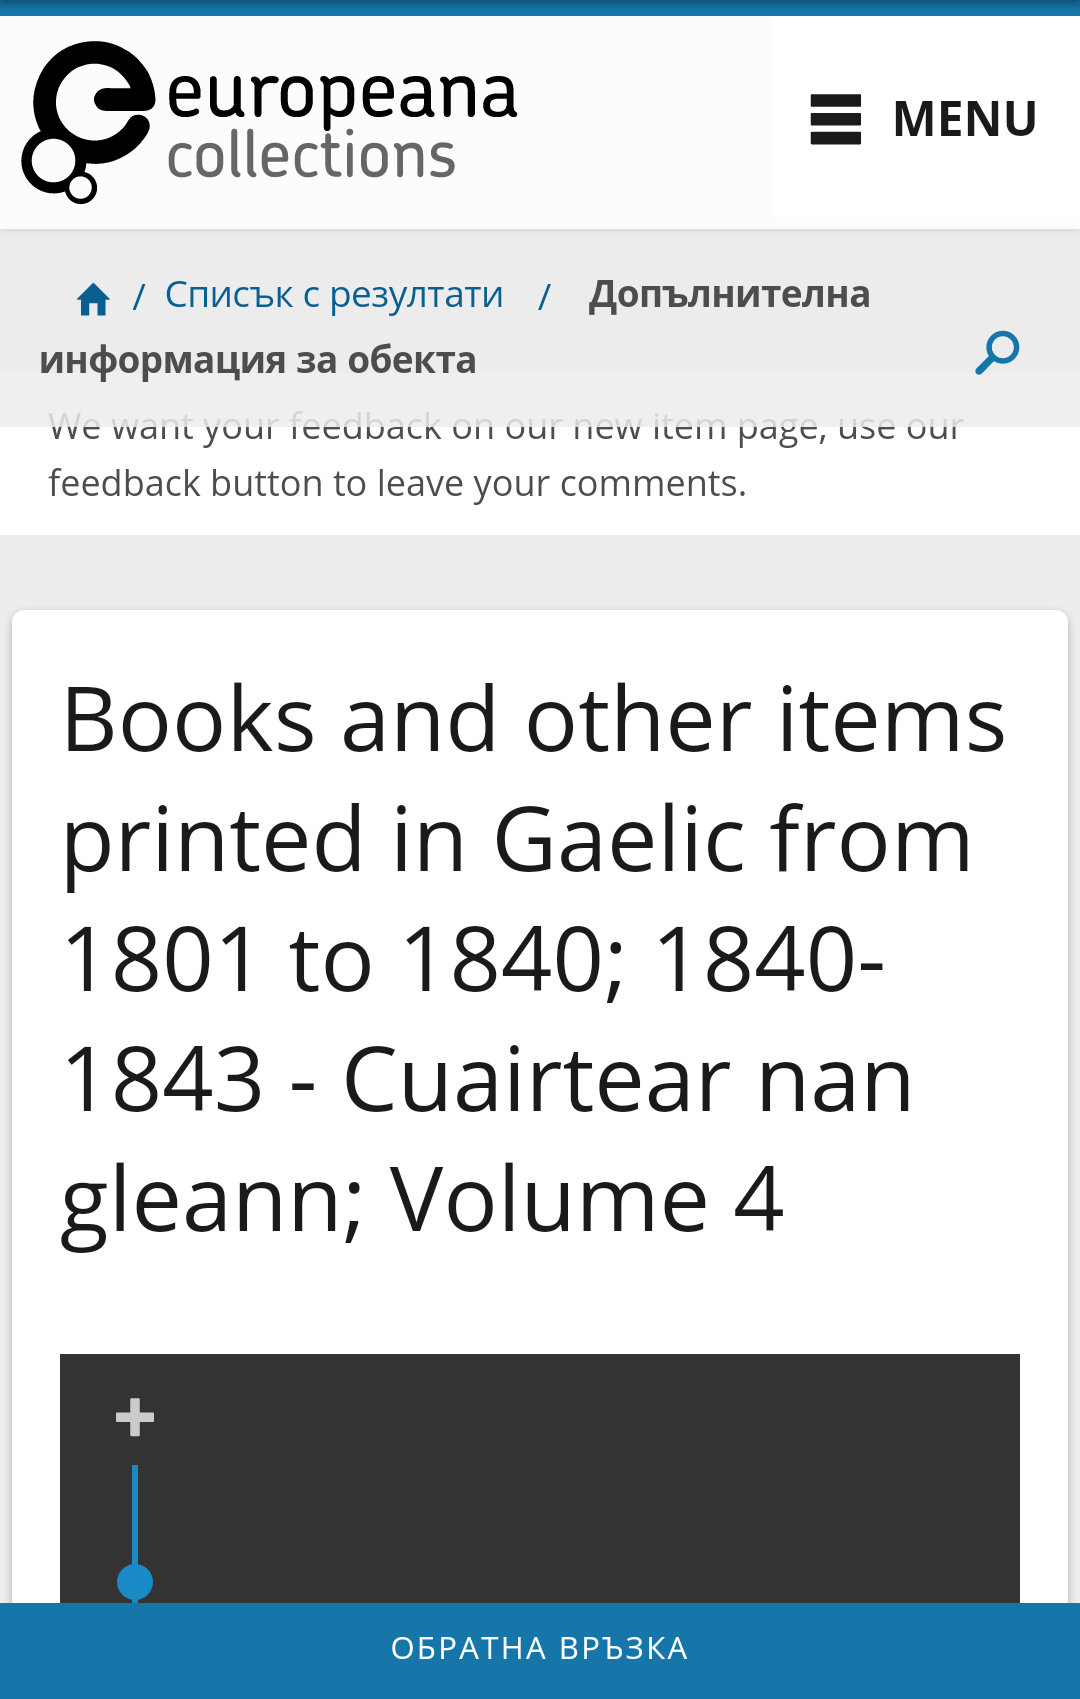 europeana
collections
MENU
/ Списък с резултати / Допълнителна
информация за обекта
We want your feedback on our new item page, use our
feedback button to leave your comments.
Books and other items
printed in Gaelic from
1801 to 1840; 1840-
1843 - Cuairtear nan
gleann; Volume 4
ОБРАТНА ВРЪЗКА